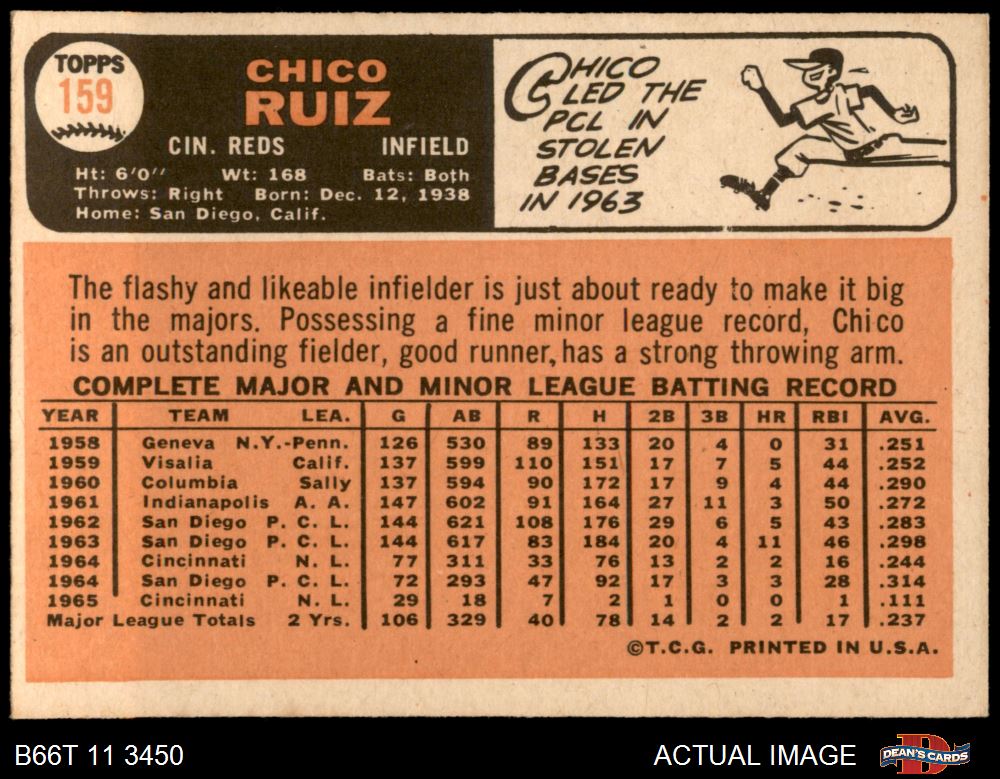 TOPPS
159
CHICO
RUIZ
CIN. REDS INFIELD
Ht: 6'0" Wt: 168 Bats: Both
Throws: Right Born: Dec. 12, 1938
Home: San Diego, Calif.
CHICO
LED THE
PCL IN
STOLEN
BASES
IN 1963
The flashy and likeable infielder is just about ready to make it big
in the majors. Possessing a fine minor league record, Chico
is an outstanding fielder, good runner, has a strong throwing arm.
COMPLETE MAJOR AND MINOR LEAGUE BATTING RECORD
YEAR TEAM LEA. G AB R H 2B 3B HR RBI AVG.
1958 Geneva N.Y.-Penn. 126 530 89 133 20 4 0 31 .251
1959 Visalia Calif. 137 599 110 151 17 7 5 44 .252
1960 Columbia Sally 137 594 90 172 17 9 4 44 .290
1961 Indianapolis A. A. 147 602 91 164 27 11 3 50 .272
1962 San Diego P. C. L. 144 621 108 176 29 6 5 43 .283
1963 San Diego P. C. L. 144 617 83 184 20 4 11 46 .298
1964 Cincinnati N. L. 77 311 33 76 13 2 2 16 .244
1964 San Diego P. C. L. 72 293 47 92 17 3 3 28 .314
1965 Cincinnati N. L. 29 18 7 2 1 0 0 1 .111
Major League Totals 2 Yrs. 106 329 40 78 14 2 2 17 .237
©T.C.G. PRINTED IN U.S.A.
B66T 11 3450 ACTUAL IMAGE
DEAN'S CARDS